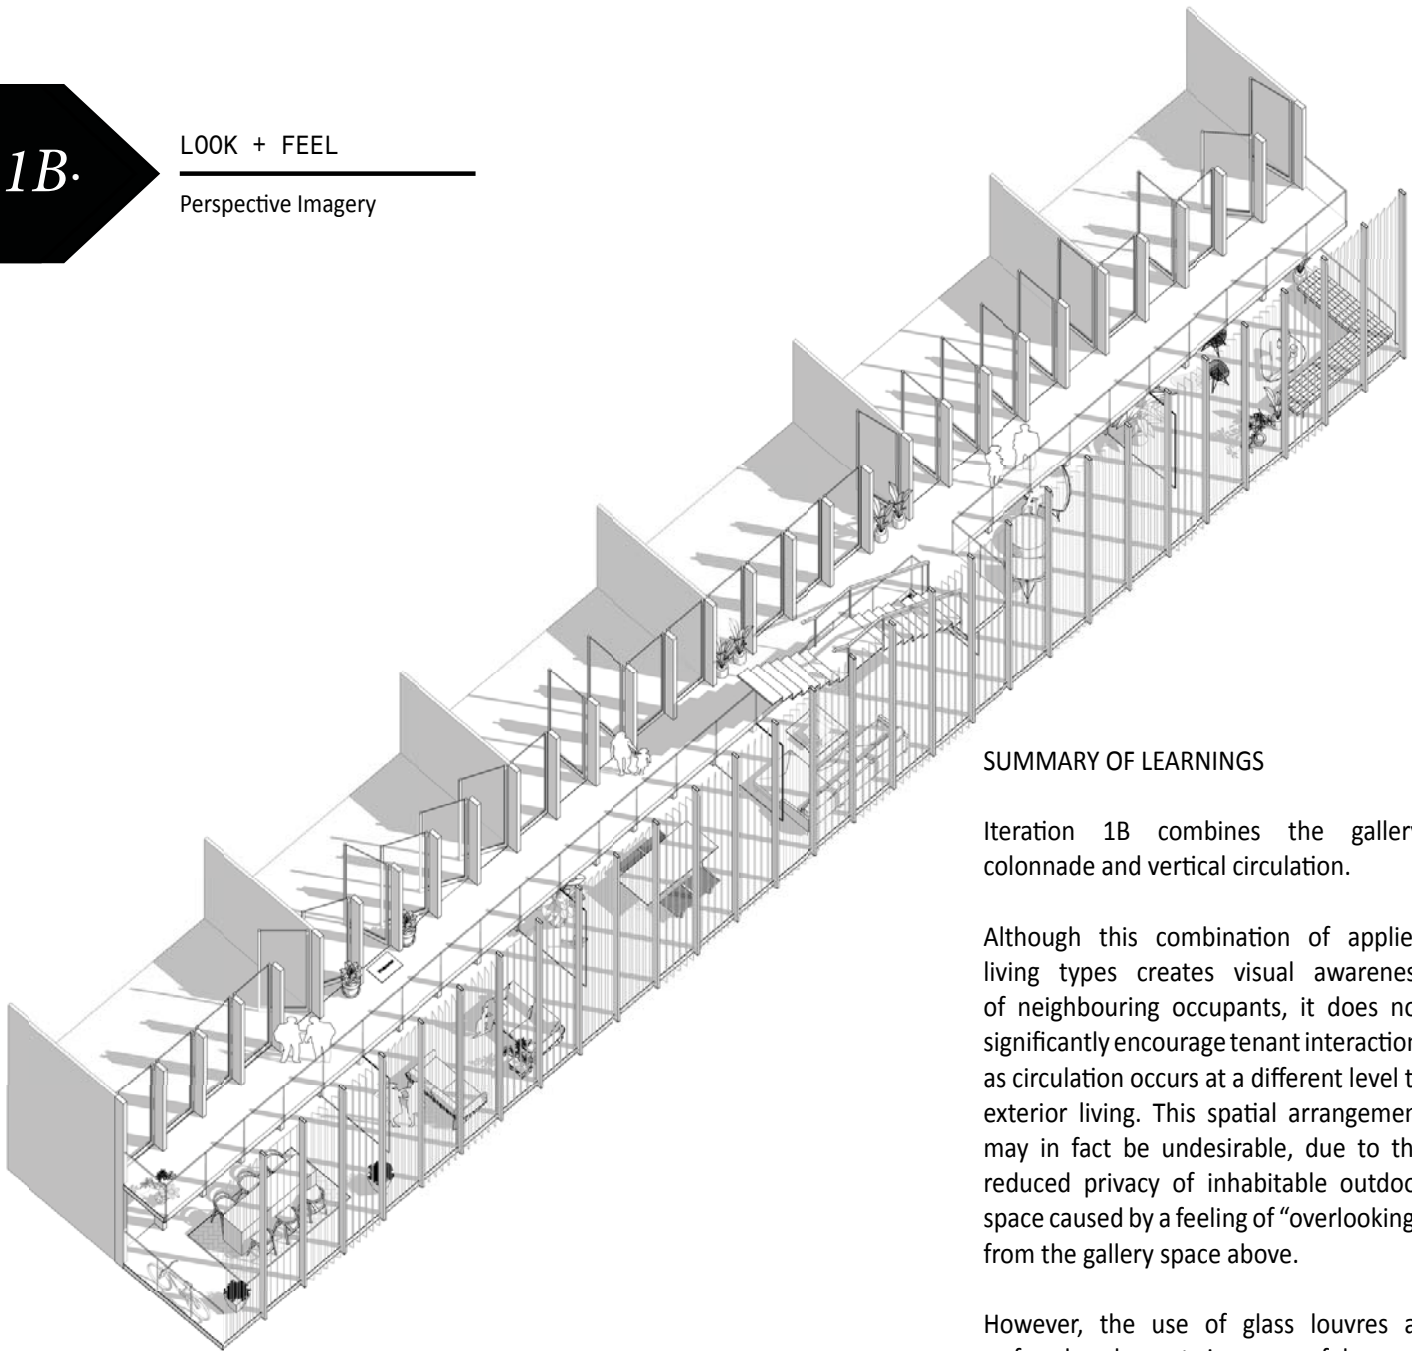 1B.
LOOK + FEEL
Perspective Imagery
SUMMARY OF LEARNINGS
Iteration 1B combines the
colonnade and vertical circulation.
Although this combination of
living types creates visual
of neighbouring occupants, it does
significantly encourage tenant
as circulation occurs at a different level
exterior living. This spatial
may in fact be undesirable, due to
reduced privacy of inhabitable
space caused by a feeling of “overlooking
from the gallery space above.
However, the use of glass louvres